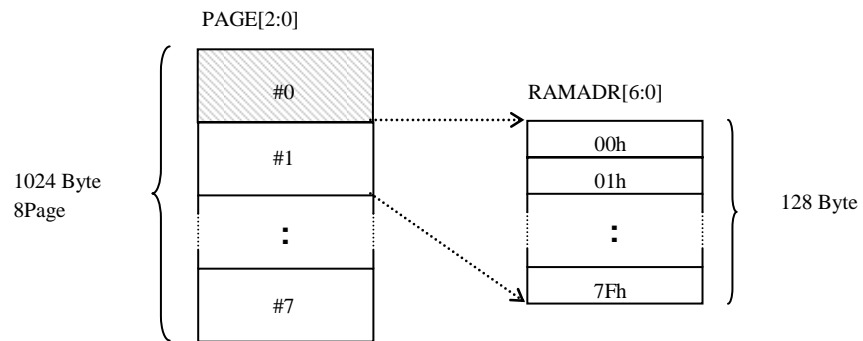 PAGE[2:0]
#0
#1
:
#7
1024 Byte
8Page
RAMADR[6:0]
00h
01h
:
7Fh
128 Byte